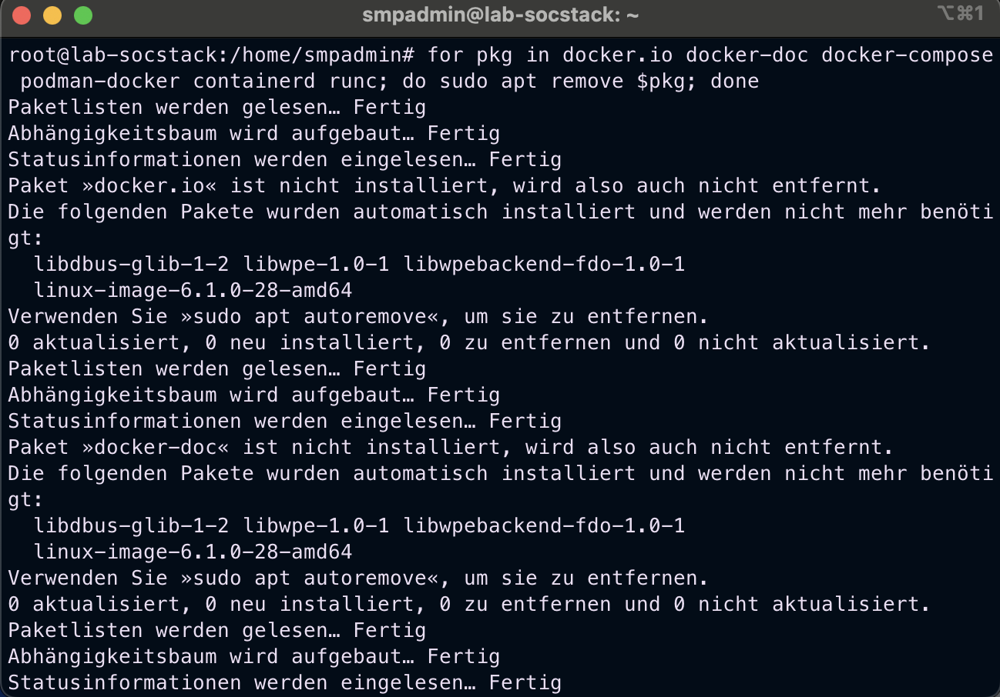 smpadmin@lab-socstack: ~
⌥⌘1
root@lab-socstack:/home/smpadmin# for pkg in docker.io docker-doc docker-compose
 podman-docker containerd runc; do sudo apt remove $pkg; done
Paketlisten werden gelesen… Fertig
Abhängigkeitsbaum wird aufgebaut… Fertig
Statusinformationen werden eingelesen… Fertig
Paket »docker.io« ist nicht installiert, wird also auch nicht entfernt.
Die folgenden Pakete wurden automatisch installiert und werden nicht mehr benöti
gt:
  libdbus-glib-1-2 libwpe-1.0-1 libwpebackend-fdo-1.0-1
  linux-image-6.1.0-28-amd64
Verwenden Sie »sudo apt autoremove«, um sie zu entfernen.
0 aktualisiert, 0 neu installiert, 0 zu entfernen und 0 nicht aktualisiert.
Paketlisten werden gelesen… Fertig
Abhängigkeitsbaum wird aufgebaut… Fertig
Statusinformationen werden eingelesen… Fertig
Paket »docker-doc« ist nicht installiert, wird also auch nicht entfernt.
Die folgenden Pakete wurden automatisch installiert und werden nicht mehr benöti
gt:
  libdbus-glib-1-2 libwpe-1.0-1 libwpebackend-fdo-1.0-1
  linux-image-6.1.0-28-amd64
Verwenden Sie »sudo apt autoremove«, um sie zu entfernen.
0 aktualisiert, 0 neu installiert, 0 zu entfernen und 0 nicht aktualisiert.
Paketlisten werden gelesen… Fertig
Abhängigkeitsbaum wird aufgebaut… Fertig
Statusinformationen werden eingelesen… Fertig